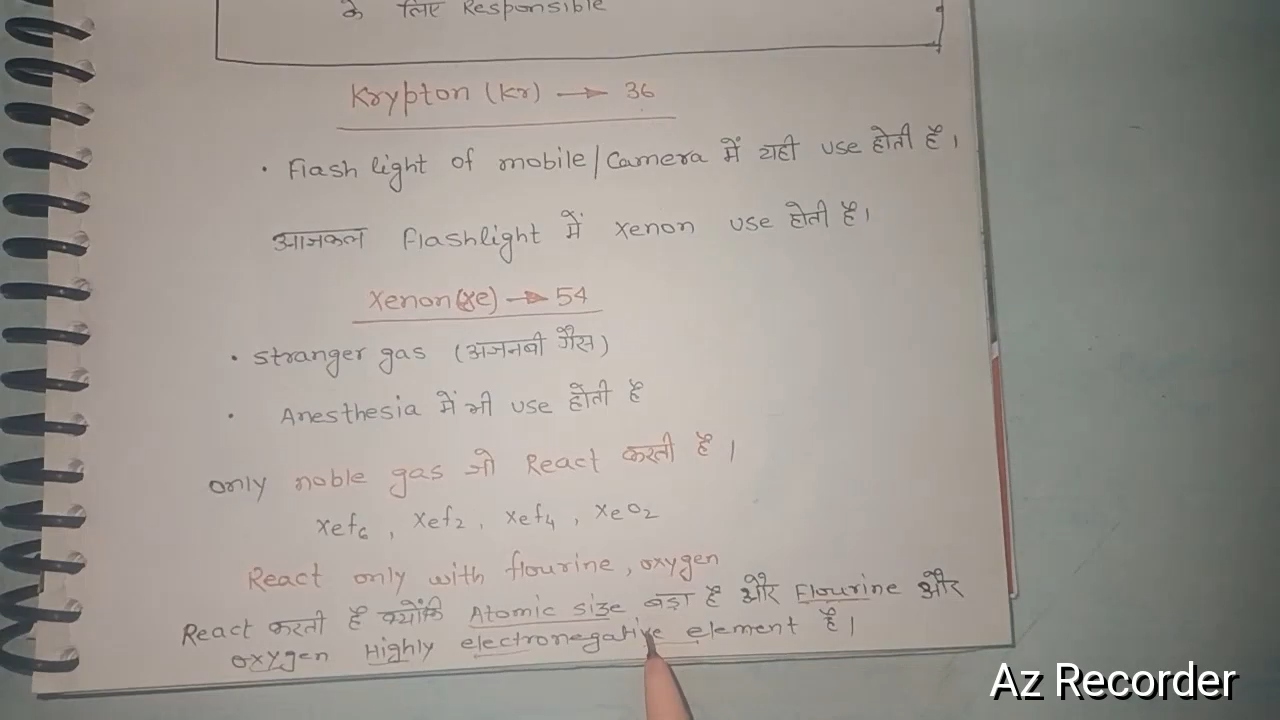 के लिए Responsible
Krypton (Kr) → 36
• Flash light of mobile/Camera में यही use होती है।
आजकल flashlight में Xenon use होती है।
Xenon(Xe) → 54
• stranger gas (अजनबी गैस)
• Anesthesia में भी use होती है
only noble gas जो React करती है।
Xef₆, Xef₂, Xef₄, XeO₂
React only with flourine, oxygen
React करती है क्योंकि Atomic size बड़ा है और Flourine और
oxygen Highly electronegative element है।
Az Recorder